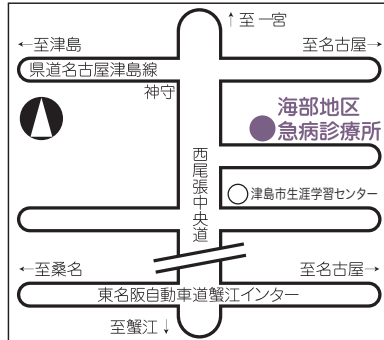 ↑至一宮
←至津島
至名古屋→
県道名古屋津島線
神守
海部地区
急病診療所
西尾張中央道
津島市生涯学習センター
←至桑名
至名古屋→
東名阪自動車道蟹江インター
至蟹江↓